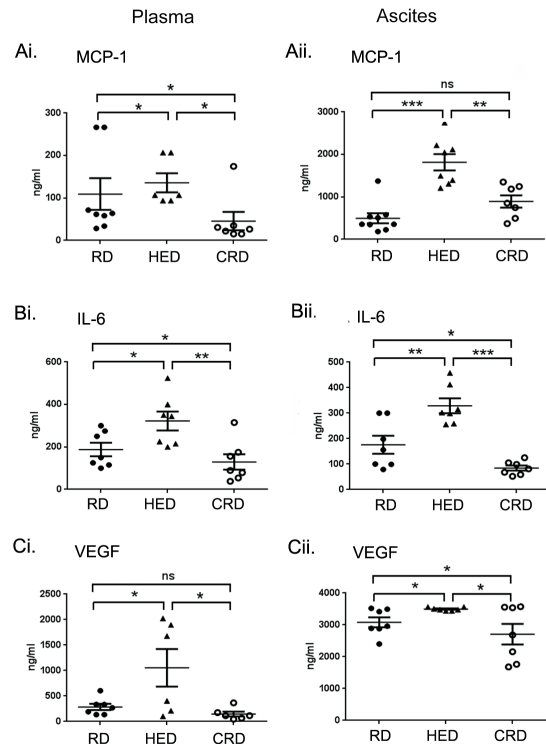 Plasma Ascites
Ai. MCP-1
*
* *
300
200
100
0
ng/ml
RD HED CRD
Aii. MCP-1
ns
*** **
3000
2000
1000
0
ng/ml
RD HED CRD
Bi. IL-6
*
* **
600
400
200
0
ng/ml
RD HED CRD
Bii. . IL-6
*
** ***
500
400
300
200
100
0
ng/ml
RD HED CRD
Ci. VEGF
ns
* *
2500
2000
1500
1000
500
0
ng/ml
RD HED CRD
Cii. VEGF
*
* *
4000
3000
2000
1000
0
ng/ml
RD HED CRD